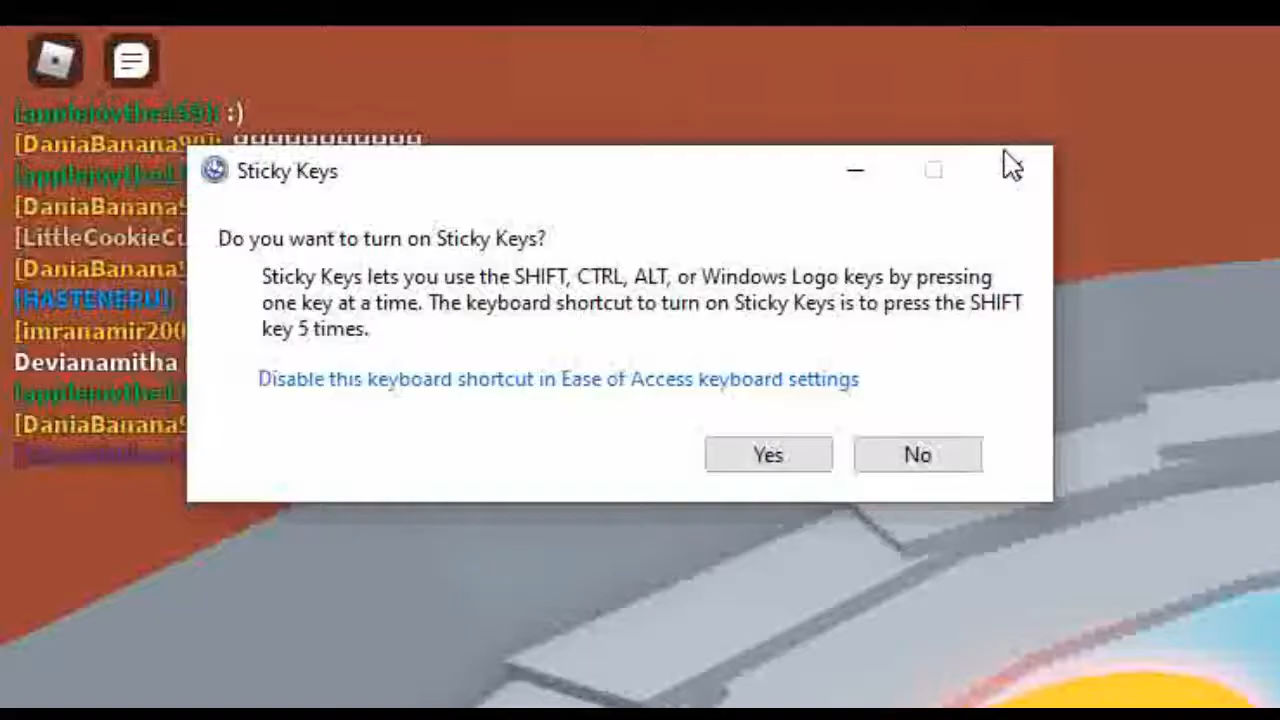 :)
[DaniaBanana
Sticky Keys
Do you want to turn on Sticky Keys?
[DaniaBanana
[LittleCookieCu
Sticky Keys lets you use the SHIFT, CTRL, ALT, or Windows Logo keys by pressing
[DaniaBanana
one key at a time. The keyboard shortcut to turn on Sticky Keys is to press the SHIFT
[imranamir200
key 5 times.
Devianamitha
Disable this keyboard shortcut in Ease of Access keyboard settings
[DaniaBanana
Yes No